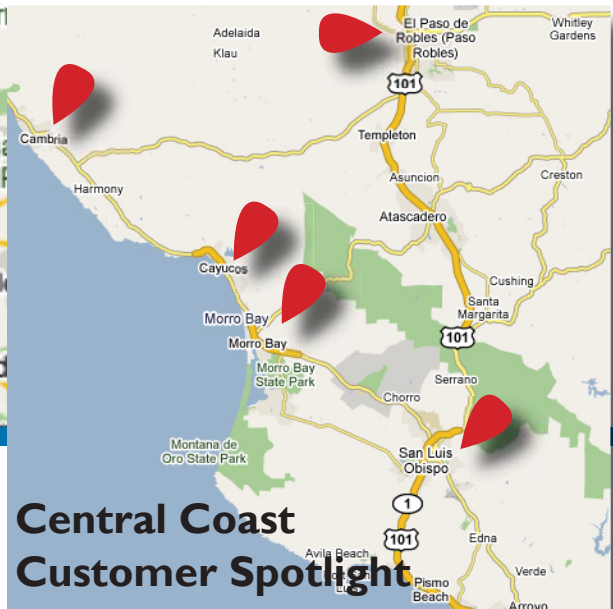 El Paso de
Robles (Paso
Robles)
Whitley
Gardens
Adelaida
Klau
101
Cambria
Templeton
Harmony
Asuncion
Creston
Atascadero
Cayucos
Cushing
Santa
Margarita
Morro Bay
Morro Bay
101
Morro Bay
State Park
Serrano
Chorro
Montana de
Oro State Park
San Luis
Obispo
1
101
Edna
Central Coast
Customer Spotlight
Avila Beach
Verde
Pismo
Beach
Arroyo